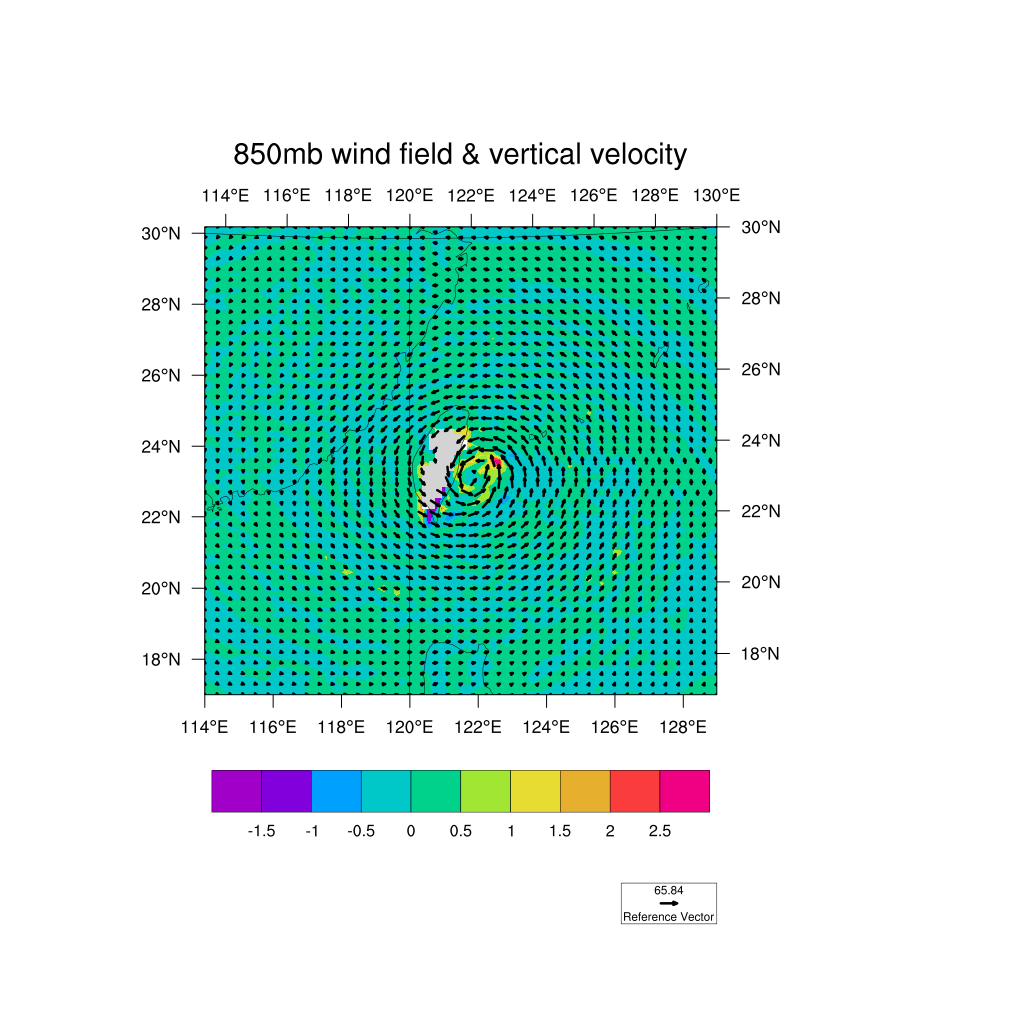 850mb wind field & vertical velocity
114°E 116°E 118°E 120°E 122°E 124°E 126°E 128°E 130°E
30°N 30°N
28°N 28°N
26°N 26°N
24°N 24°N
22°N 22°N
20°N 20°N
18°N 18°N
114°E 116°E 118°E 120°E 122°E 124°E 126°E 128°E
-1.5 -1 -0.5 0 0.5 1 1.5 2 2.5
65.84
Reference Vector